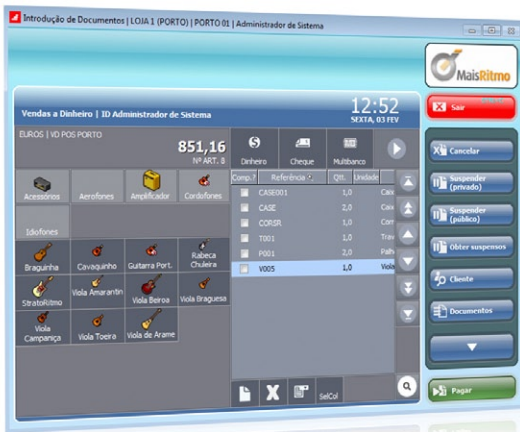 Introdução de Documentos | LOJA 1 (PORTO) | PORTO 01 | Administrador de Sistema
MaisRitmo
Vendas a Dinheiro | ID Administrador de Sistema
12:52
SEXTA, 03 FEV
Sair
EUROS | VD POS PORTO
851,16
Nº ART. 8
Dinheiro
Cheque
Multibanco
Cancelar
Acessórios
Aerofones
Amplificador
Cordofones
Comp.?
Referência
Qtt.
Unidade
CASE001 1,0
CASE 2,0
CORSR 1,0
T001 1,0
P001 2,0
V005 1,0 Viola
Suspender
(privado)
Suspender
(público)
Idiofones
Obter suspensos
Braguinha
Cavaquinho
Guitarra Port.
Rabeca
Chuleira
Cliente
StratoRitmo
Viola Amarantin
Viola Beiroa
Viola Braguesa
Documentos
Viola
Campaniça
Viola Toeira
Viola de Arame
SelCol
Pagar